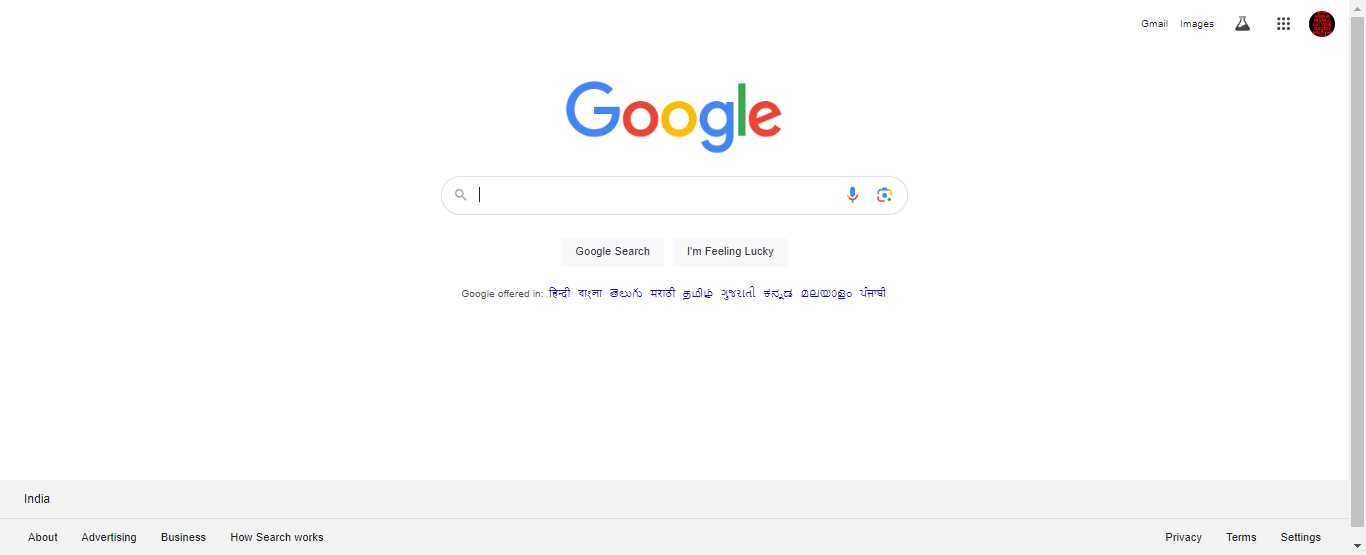 Gmail Images
Google
Google Search I'm Feeling Lucky
Google offered in: हिन्दी বাংলা తెలుగు मराठी தமிழ் ગુજરાતી ಕನ್ನಡ മലയാളം ਪੰਜਾਬੀ
India
About Advertising Business How Search works Privacy Terms Settings